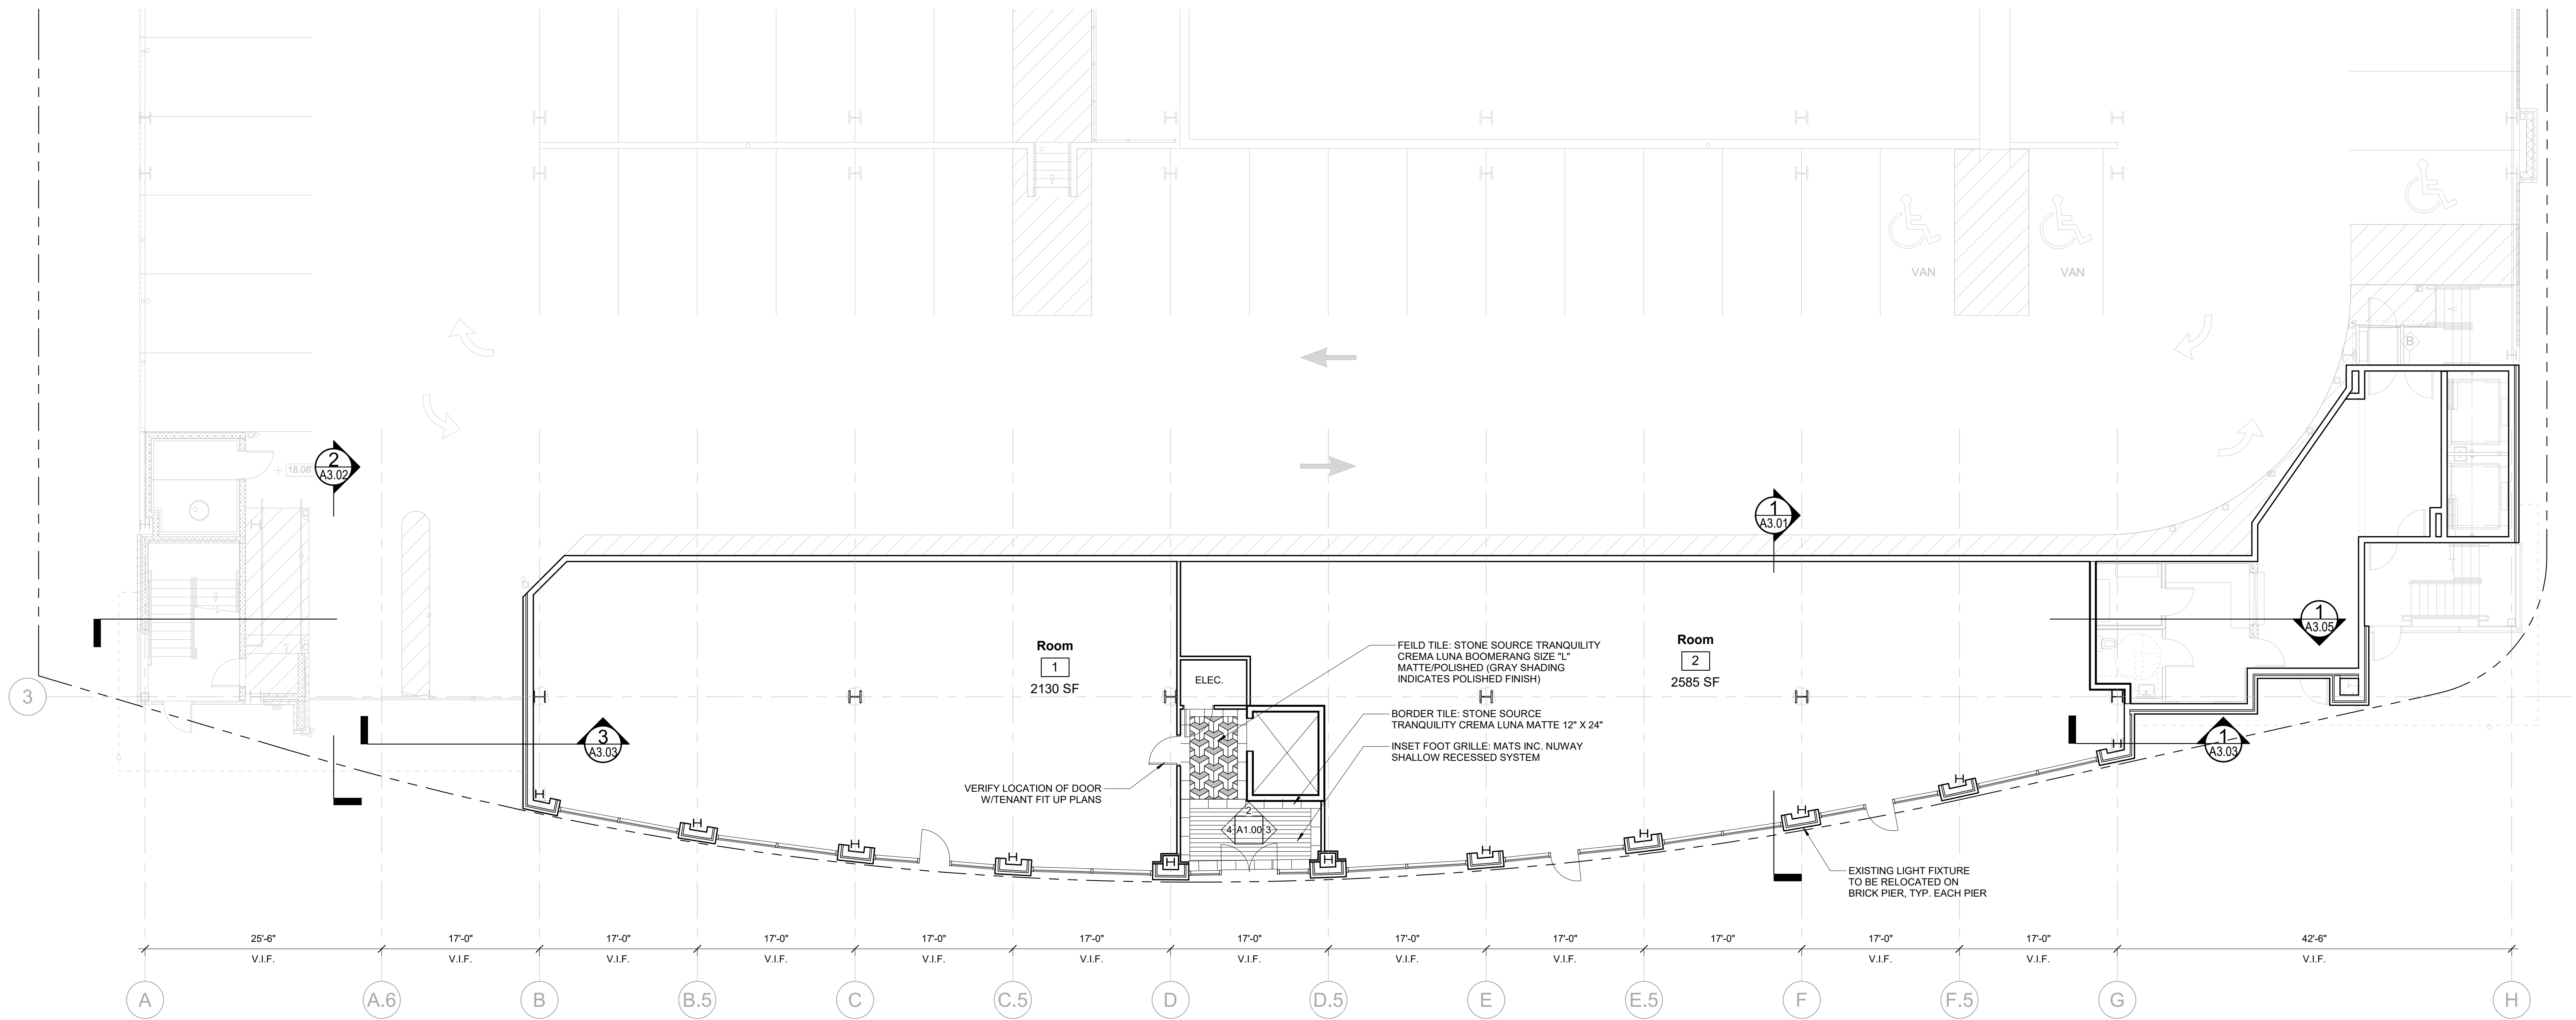 VAN
VAN
B
18.08'
2
A3.02
1
A3.01
1
A3.05
Room
1
2130 SF
Room
2
2585 SF
FEILD TILE: STONE SOURCE TRANQUILITY
CREMA LUNA BOOMERANG SIZE "L"
MATTE/POLISHED (GRAY SHADING
INDICATES POLISHED FINISH)
ELEC.
3
BORDER TILE: STONE SOURCE
TRANQUILITY CREMA LUNA MATTE 12" X 24"
3
A3.03
1
A3.03
INSET FOOT GRILLE: MATS INC. NUWAY
SHALLOW RECESSED SYSTEM
VERIFY LOCATION OF DOOR
W/TENANT FIT UP PLANS
2
4 A1.00 3
EXISTING LIGHT FIXTURE
TO BE RELOCATED ON
BRICK PIER, TYP. EACH PIER
25'-6" 17'-0" 17'-0" 17'-0" 17'-0" 17'-0" 17'-0" 17'-0" 17'-0" 17'-0" 17'-0" 17'-0" 42'-6"
V.I.F. V.I.F. V.I.F. V.I.F. V.I.F. V.I.F. V.I.F. V.I.F. V.I.F. V.I.F. V.I.F. V.I.F. V.I.F.
A A.6 B B.5 C C.5 D D.5 E E.5 F F.5 G H